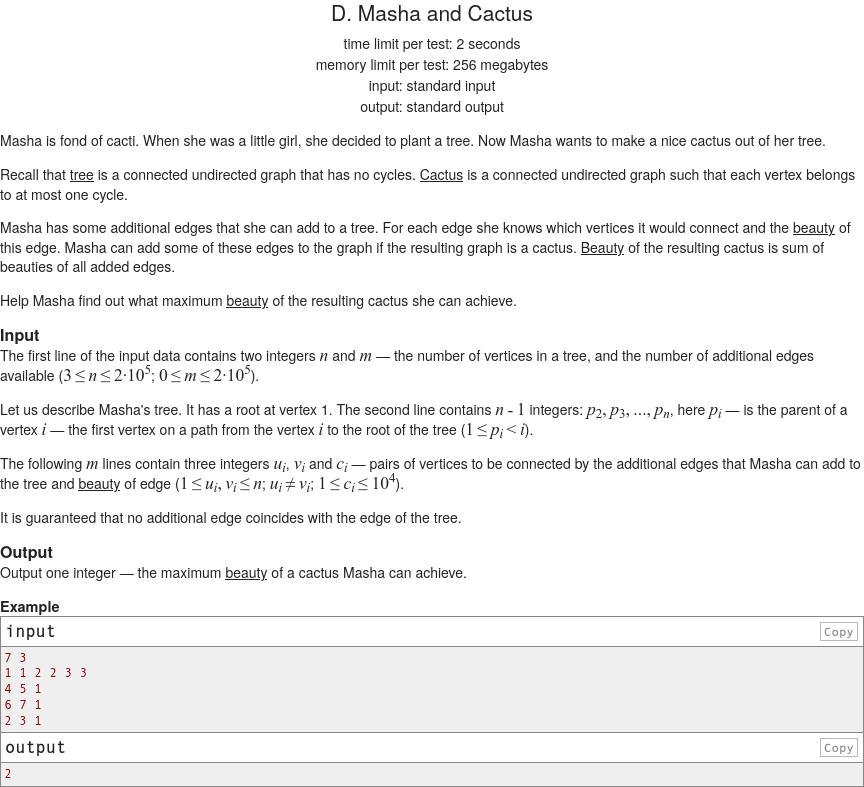 D. Masha and Cactus
time limit per test: 2 seconds
memory limit per test: 256 megabytes
input: standard input
output: standard output
Masha is fond of cacti. When she was a little girl, she decided to plant a tree. Now Masha wants to make a nice cactus out of her tree.
Recall that tree is a connected undirected graph that has no cycles. Cactus is a connected undirected graph such that each vertex belongs
to at most one cycle.
Masha has some additional edges that she can add to a tree. For each edge she knows which vertices it would connect and the beauty of
this edge. Masha can add some of these edges to the graph if the resulting graph is a cactus. Beauty of the resulting cactus is sum of
beauties of all added edges.
Help Masha find out what maximum beauty of the resulting cactus she can achieve.
Input
The first line of the input data contains two integers n and m — the number of vertices in a tree, and the number of additional edges
available (3 ≤ n ≤ 2·10^5; 0 ≤ m ≤ 2·10^5).
Let us describe Masha's tree. It has a root at vertex 1. The second line contains n - 1 integers: p_2, p_3, ..., p_n, here p_i — is the parent of a
vertex i — the first vertex on a path from the vertex i to the root of the tree (1 ≤ p_i < i).
The following m lines contain three integers u_i, v_i and c_i — pairs of vertices to be connected by the additional edges that Masha can add to
the tree and beauty of edge (1 ≤ u_i, v_i ≤ n; u_i ≠ v_i; 1 ≤ c_i ≤ 10^4).
It is guaranteed that no additional edge coincides with the edge of the tree.
Output
Output one integer — the maximum beauty of a cactus Masha can achieve.
Example
input Copy
7 3
1 1 2 2 3 3
4 5 1
6 7 1
2 3 1
output Copy
2